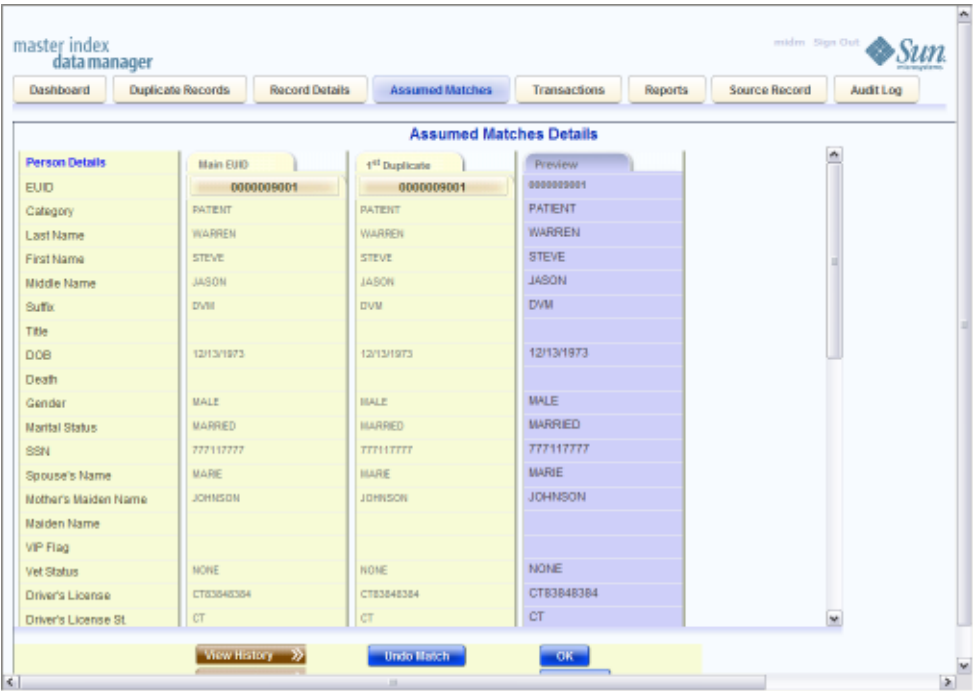 master index
data manager
midm Sign Out
Sun
microsystems
Dashboard Duplicate Records Record Details Assumed Matches Transactions Reports Source Record Audit Log
Assumed Matches Details
Person Details Main EUID 1st Duplicate Preview
EUID 0000009001 0000009001 0000009001
Category PATIENT PATIENT PATIENT
Last Name WARREN WARREN WARREN
First Name STEVE STEVE STEVE
Middle Name JASON JASON JASON
Suffix DVM DVM DVM
Title
DOB 12/13/1973 12/13/1973 12/13/1973
Death
Gender MALE MALE MALE
Marital Status MARRIED MARRIED MARRIED
SSN 777117777 777117777 777117777
Spouse's Name MARIE MARIE MARIE
Mother's Maiden Name JOHNSON JOHNSON JOHNSON
Maiden Name
VIP Flag
Vet Status NONE NONE NONE
Driver's License CT83848384 CT83848384 CT83848384
Driver's License St. CT CT CT
View History Undo Match OK